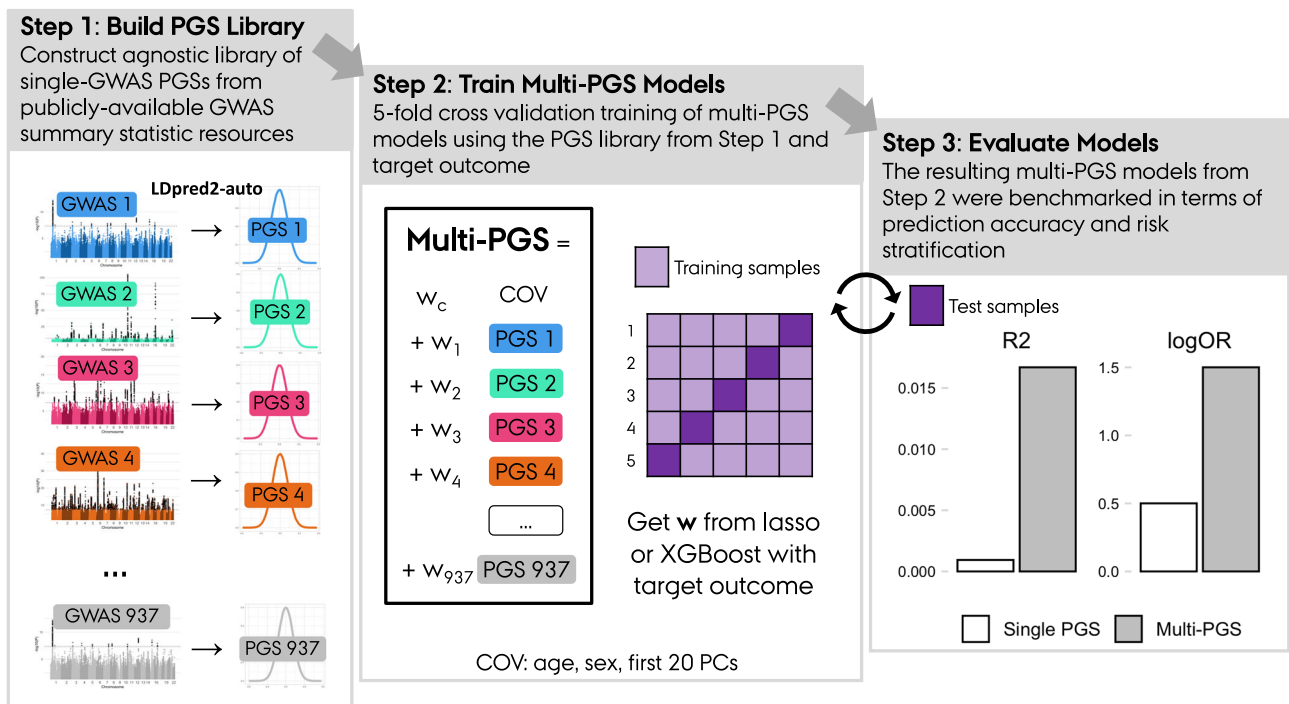 Step 1: Build PGS Library
Construct agnostic library of
single-GWAS PGSs from
publicly-available GWAS
summary statistic resources
LDpred2-auto
GWAS 1
PGS 1
Chromosome
GWAS 2
PGS 2
Chromosome
GWAS 3
PGS 3
Chromosome
GWAS 4
PGS 4
Chromosome
...
GWAS 937
PGS 937
Chromosome
Step 2: Train Multi-PGS Models
5-fold cross validation training of multi-PGS
models using the PGS library from Step 1 and
target outcome
Multi-PGS =
w_c COV
+ w_1 PGS 1
+ w_2 PGS 2
+ w_3 PGS 3
+ w_4 PGS 4
...
+ w_937 PGS 937
Training samples
1
2
3
4
5
Get w from lasso
or XGBoost with
target outcome
COV: age, sex, first 20 PCs
Step 3: Evaluate Models
The resulting multi-PGS models from
Step 2 were benchmarked in terms of
prediction accuracy and risk
stratification
Test samples
R2
0.015
0.010
0.005
0.000
logOR
1.5
1.0
0.5
0.0
Single PGS
Multi-PGS